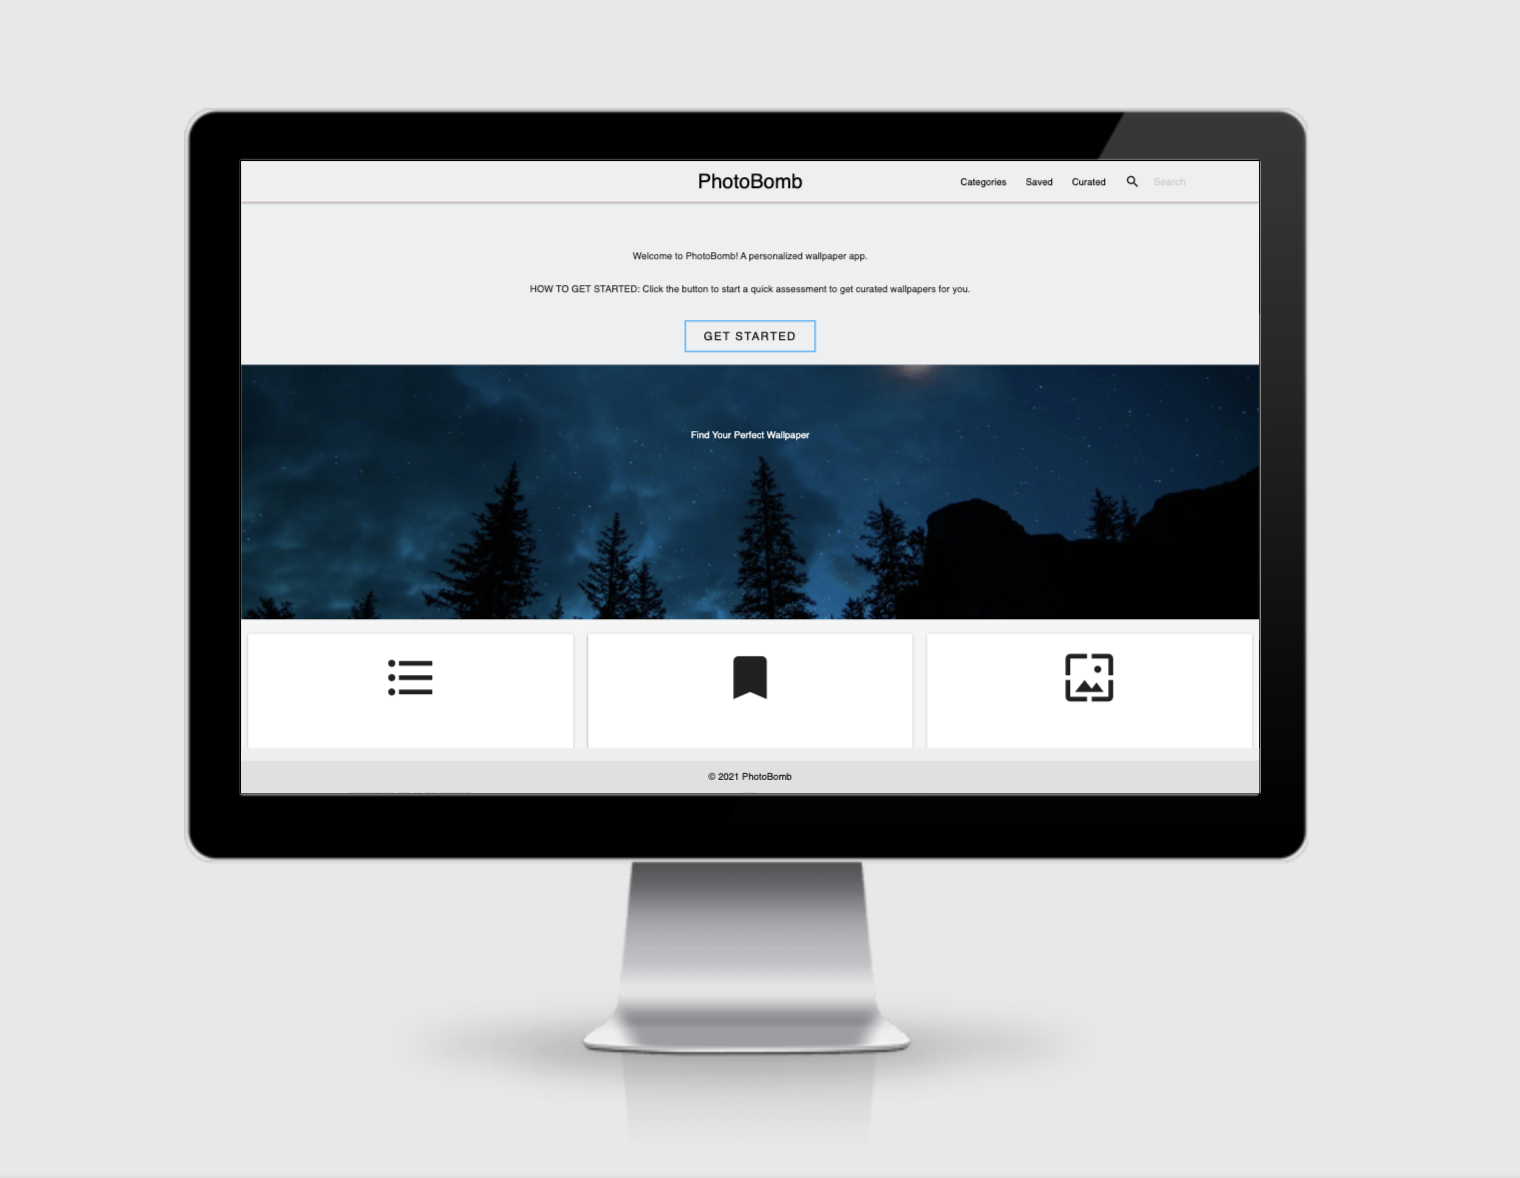 PhotoBomb
Categories Saved Curated Search
Welcome to PhotoBomb! A personalized wallpaper app.
HOW TO GET STARTED: Click the button to start a quick assessment to get curated wallpapers for you.
GET STARTED
Find Your Perfect Wallpaper
© 2021 PhotoBomb